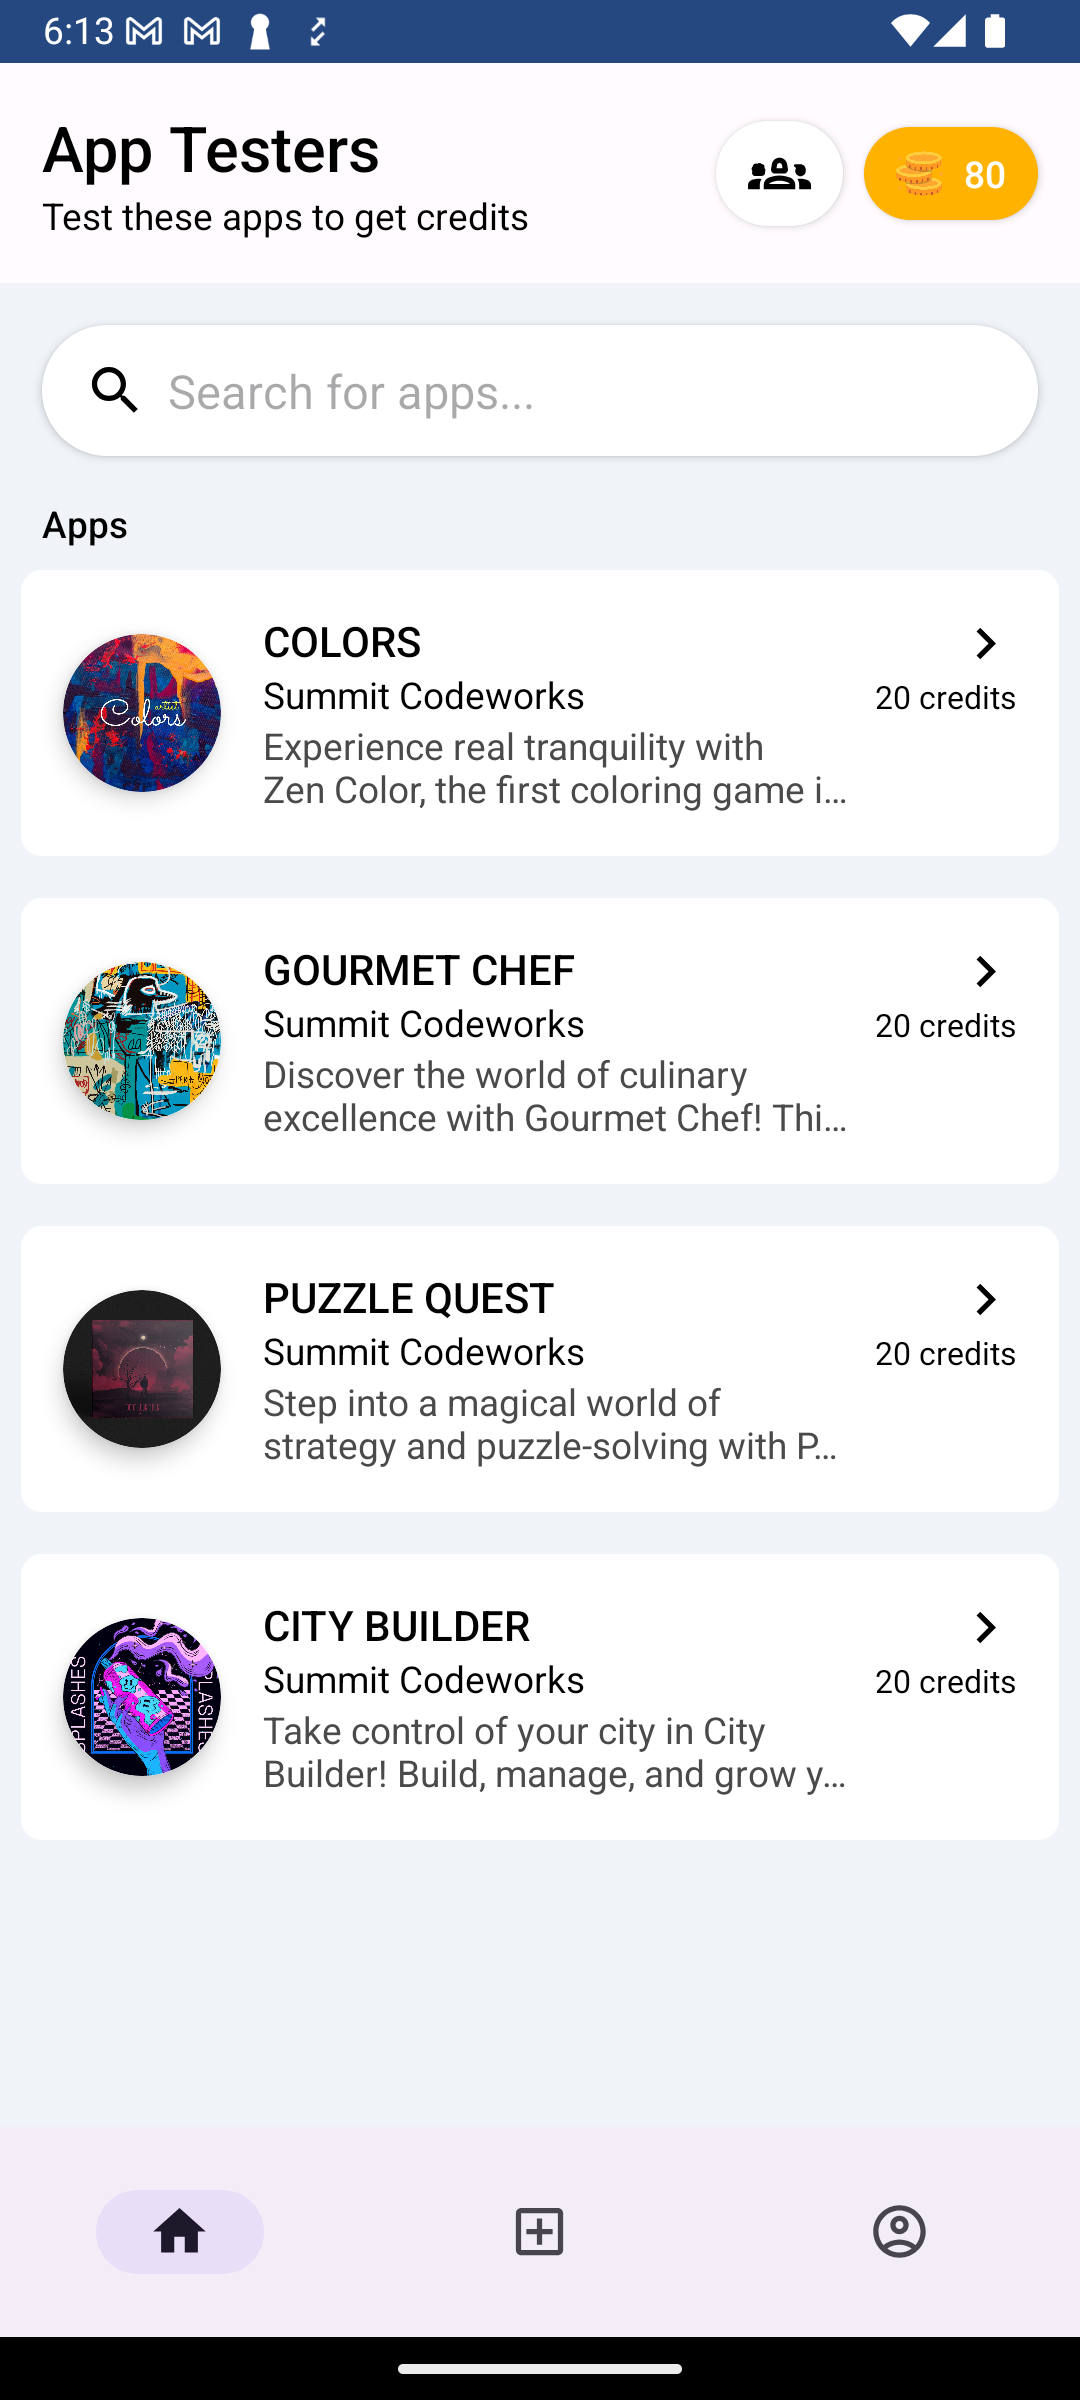 6:13
App Testers
Test these apps to get credits
80
Search for apps...
Apps
Colors
artist
COLORS
Summit Codeworks
20 credits
Experience real tranquility with
Zen Color, the first coloring game i...
GOURMET CHEF
Summit Codeworks
20 credits
Discover the world of culinary
excellence with Gourmet Chef! Thi...
PUZZLE QUEST
Summit Codeworks
20 credits
Step into a magical world of
strategy and puzzle-solving with P...
CITY BUILDER
Summit Codeworks
20 credits
Take control of your city in City
Builder! Build, manage, and grow y...